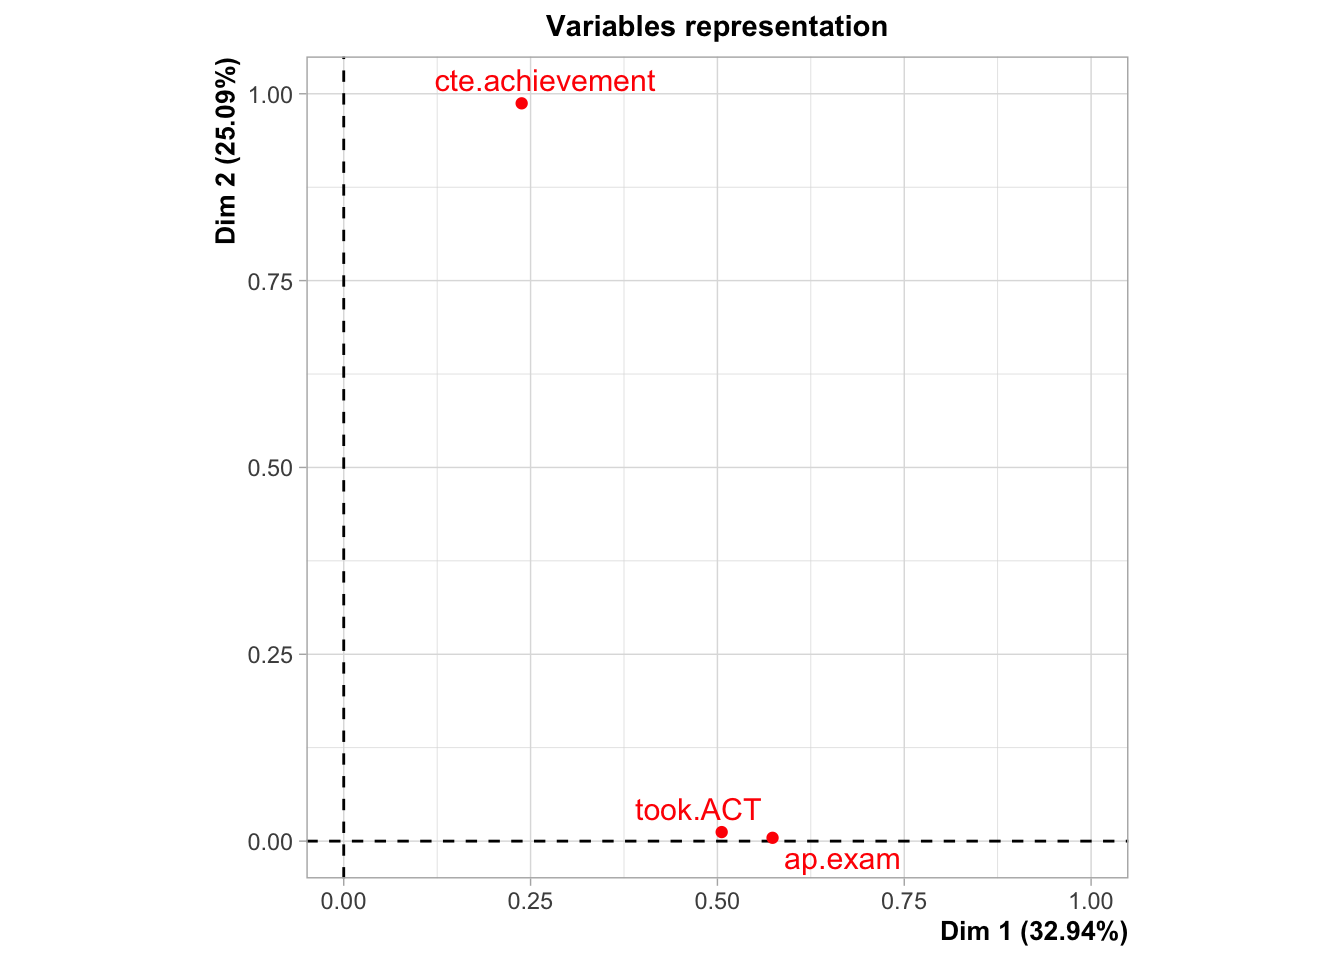 Variables representation
Dim 2 (25.09%)
1.00
0.75
0.50
0.25
0.00
cte.achievement
took.ACT
ap.exam
0.00 0.25 0.50 0.75 1.00
Dim 1 (32.94%)